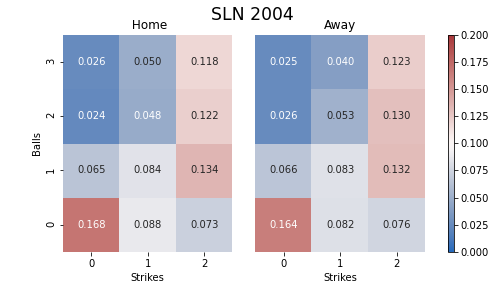 SLN 2004
Home Away
3 0.026 0.050 0.118 0.025 0.040 0.123 0.200
0.175
2 0.024 0.048 0.122 0.026 0.053 0.130 0.150
0.125
Balls
0.100
1 0.065 0.084 0.134 0.066 0.083 0.132 0.075
0.050
0 0.168 0.088 0.073 0.164 0.082 0.076 0.025
0.000
0 1 2 0 1 2
Strikes Strikes